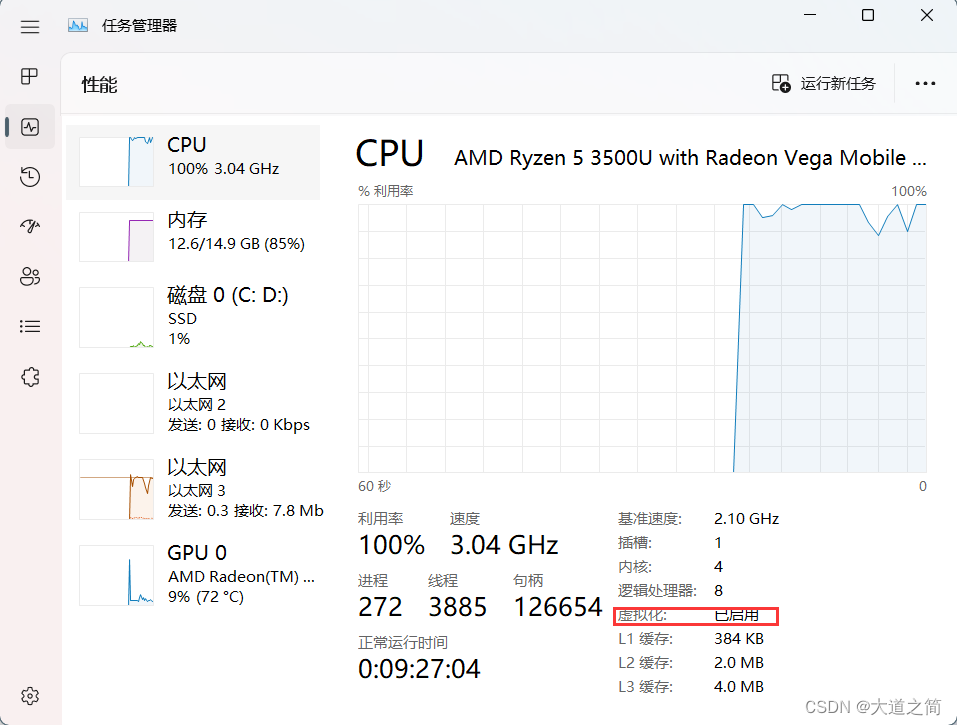 任务管理器
性能
运行新任务
CPU
100% 3.04 GHz
内存
12.6/14.9 GB (85%)
磁盘 0 (C: D:)
SSD
1%
以太网
以太网 2
发送: 0 接收: 0 Kbps
以太网
以太网 3
发送: 0.3 接收: 7.8 Mb
GPU 0
AMD Radeon(TM) ...
9% (72 °C)
CPU
AMD Ryzen 5 3500U with Radeon Vega Mobile ...
% 利用率
100%
60 秒
0
利用率
速度
100%
3.04 GHz
进程
线程
句柄
272
3885
126654
正常运行时间
0:09:27:04
基准速度: 2.10 GHz
插槽: 1
内核: 4
逻辑处理器: 8
虚拟化: 已启用
L1 缓存: 384 KB
L2 缓存: 2.0 MB
L3 缓存: 4.0 MB
CSDN @大道之简